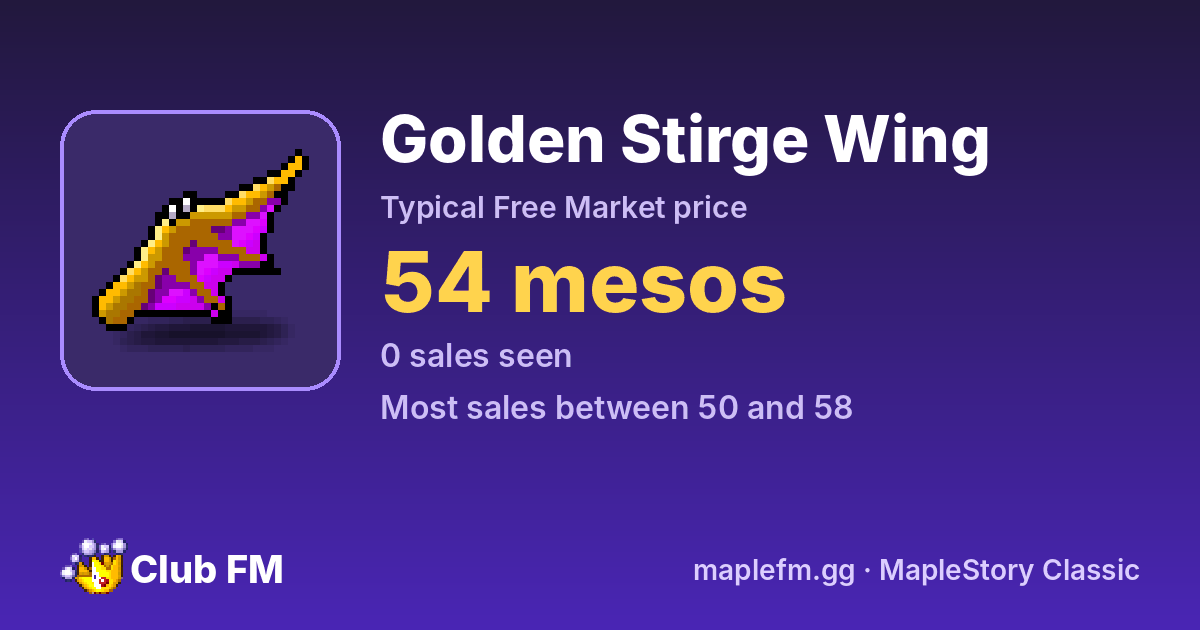 Golden Stirge Wing
Typical Free Market price
54 mesos
0 sales seen
Most sales between 50 and 58
Club FM
maplefm.gg · MapleStory Classic